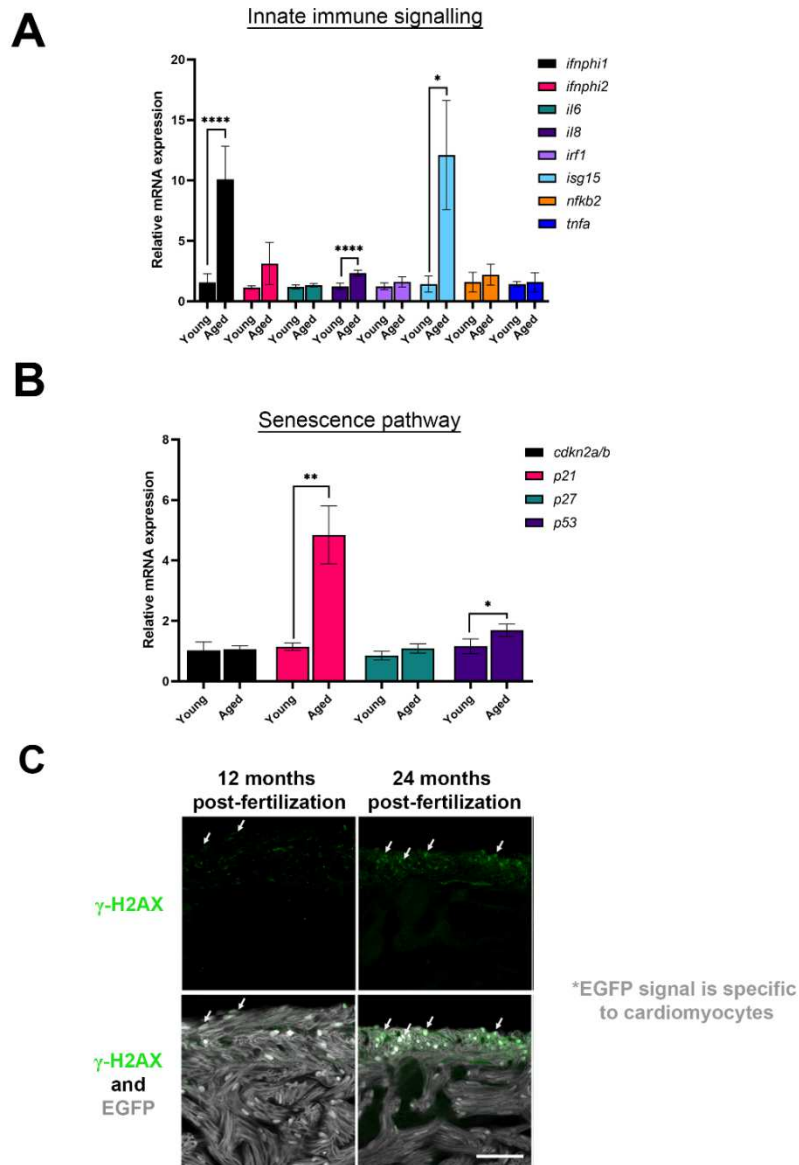 A
Innate immune signalling
Relative mRNA expression
20
15
10
5
0
****
****
*
Young Aged Young Aged Young Aged Young Aged Young Aged Young Aged Young Aged Young Aged
ifnphi1
ifnphi2
il6
il8
irf1
isg15
nfkb2
tnfa
B
Senescence pathway
Relative mRNA expression
8
6
4
2
0
**
*
Young Aged Young Aged Young Aged Young Aged
cdkn2a/b
p21
p27
p53
C
12 months
post-fertilization
24 months
post-fertilization
γ-H2AX
γ-H2AX
and
EGFP
*EGFP signal is specific
to cardiomyocytes